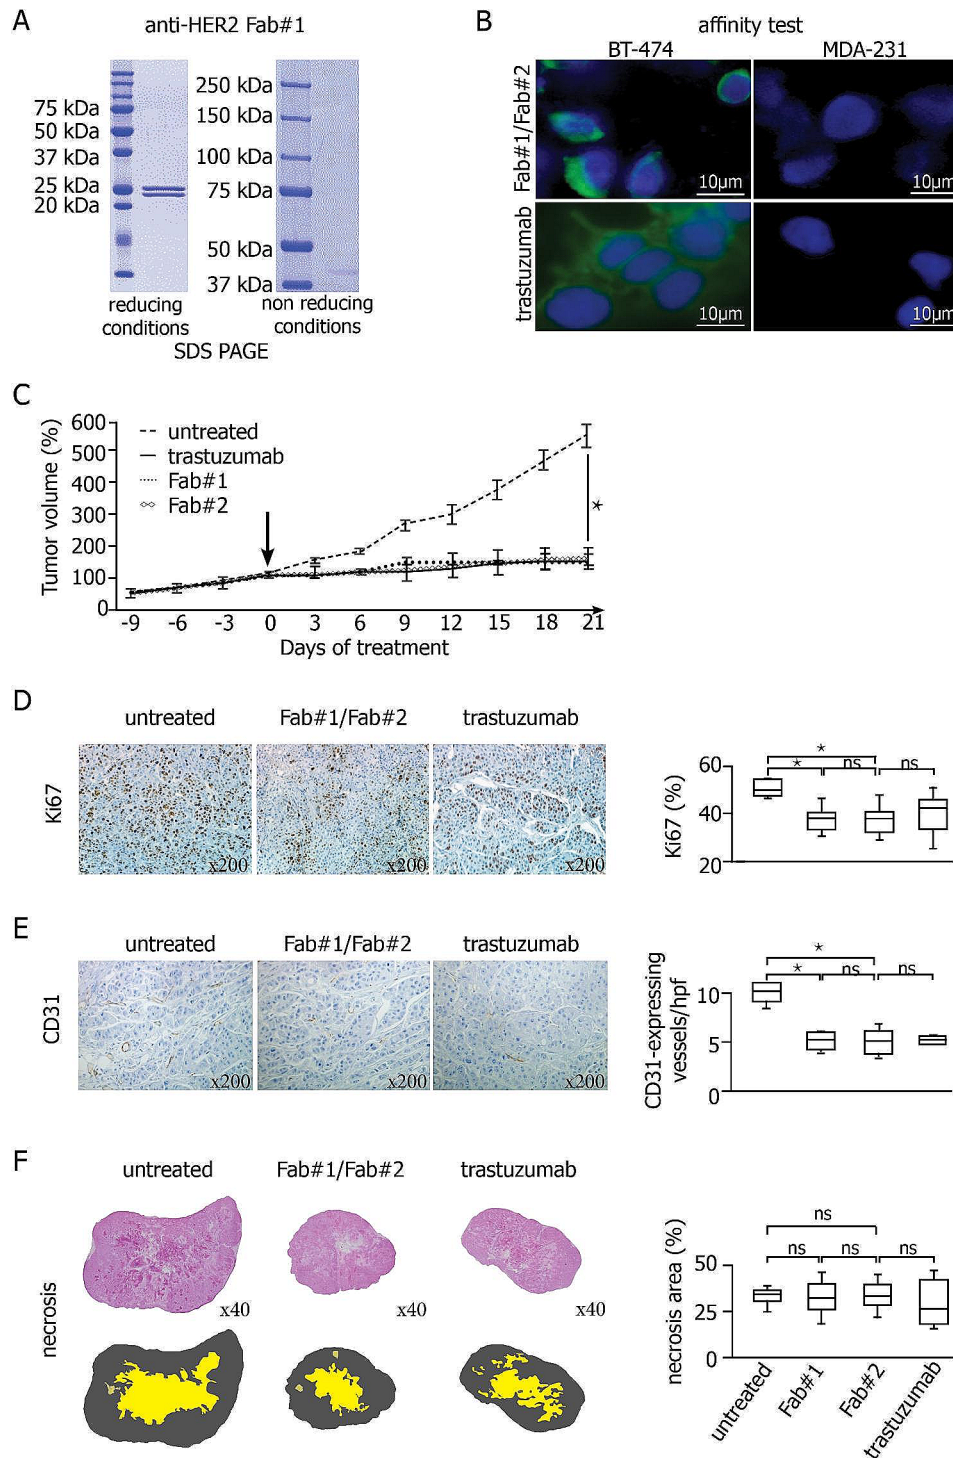 A
anti-HER2 Fab#1
75 kDa
50 kDa
37 kDa
25 kDa
20 kDa
reducing
conditions
250 kDa
150 kDa
100 kDa
75 kDa
50 kDa
37 kDa
non reducing
conditions
SDS PAGE
B
affinity test
BT-474 MDA-231
Fab#1/Fab#2
10µm 10µm
trastuzumab
10µm 10µm
C
Tumor volume (%)
600
500
400
300
200
100
0
untreated
trastuzumab
Fab#1
Fab#2
*
-9 -6 -3 0 3 6 9 12 15 18 21
Days of treatment
D
untreated Fab#1/Fab#2 trastuzumab
Ki67
x200 x200 x200
Ki67 (%)
60
40
20
*
* ns ns
E
untreated Fab#1/Fab#2 trastuzumab
CD31
x200 x200 x200
CD31-expressing
vessels/hpf
10
5
0
*
* ns ns
F
untreated Fab#1/Fab#2 trastuzumab
necrosis
x40 x40 x40
necrosis area (%)
50
25
0
ns
ns ns ns
untreated Fab#1 Fab#2 trastuzumab